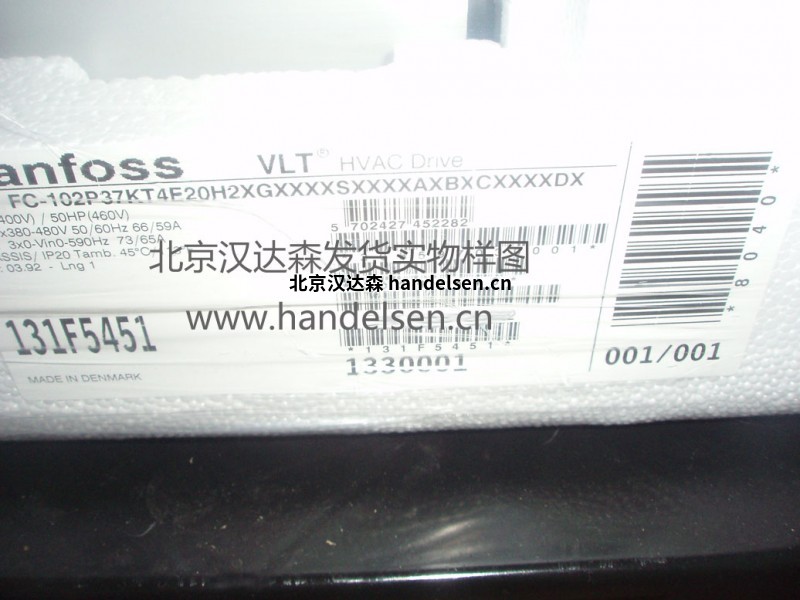 anfoss VLT® HVAC Drive
FC-102P37KT4E20H2XGXXXXSXXXXAXBXCXXXXDX
400V) / 50HP(460V)
x380-480V 50/60Hz 66/59A
3x0-Vin0-590Hz 73/65A
ASSIS/ IP20 Tamb. 45°C
03.92 - Lng 1
5 702427 452282
北京汉达森发货实物样图
北京汉达森 handelsen.cn
www.handelsen.cn
131F5451
*131F5451*
1330001
MADE IN DENMARK
*8040*
001/001